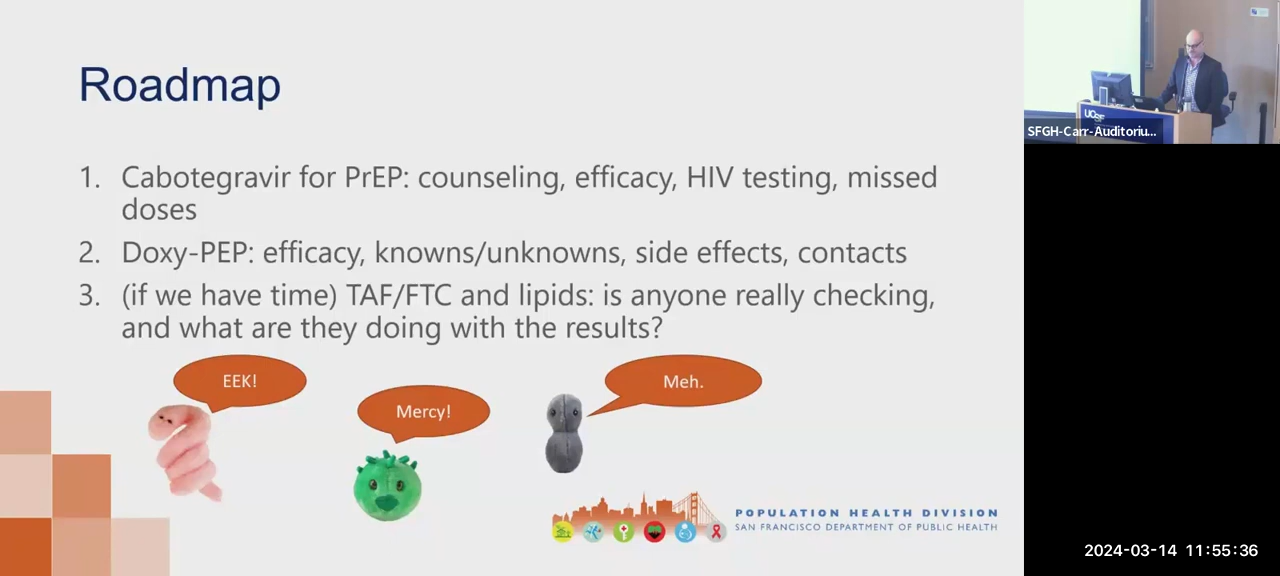 Roadmap
1. Cabotegravir for PrEP: counseling, efficacy, HIV testing, missed
doses
2. Doxy-PEP: efficacy, knowns/unknowns, side effects, contacts
3. (if we have time) TAF/FTC and lipids: is anyone really checking,
and what are they doing with the results?
EEK!
Mercy!
Meh.
POPULATION HEALTH DIVISION
SAN FRANCISCO DEPARTMENT OF PUBLIC HEALTH
UCSF
SFGH-Carr-Auditoriu...
2024-03-14 11:55:36